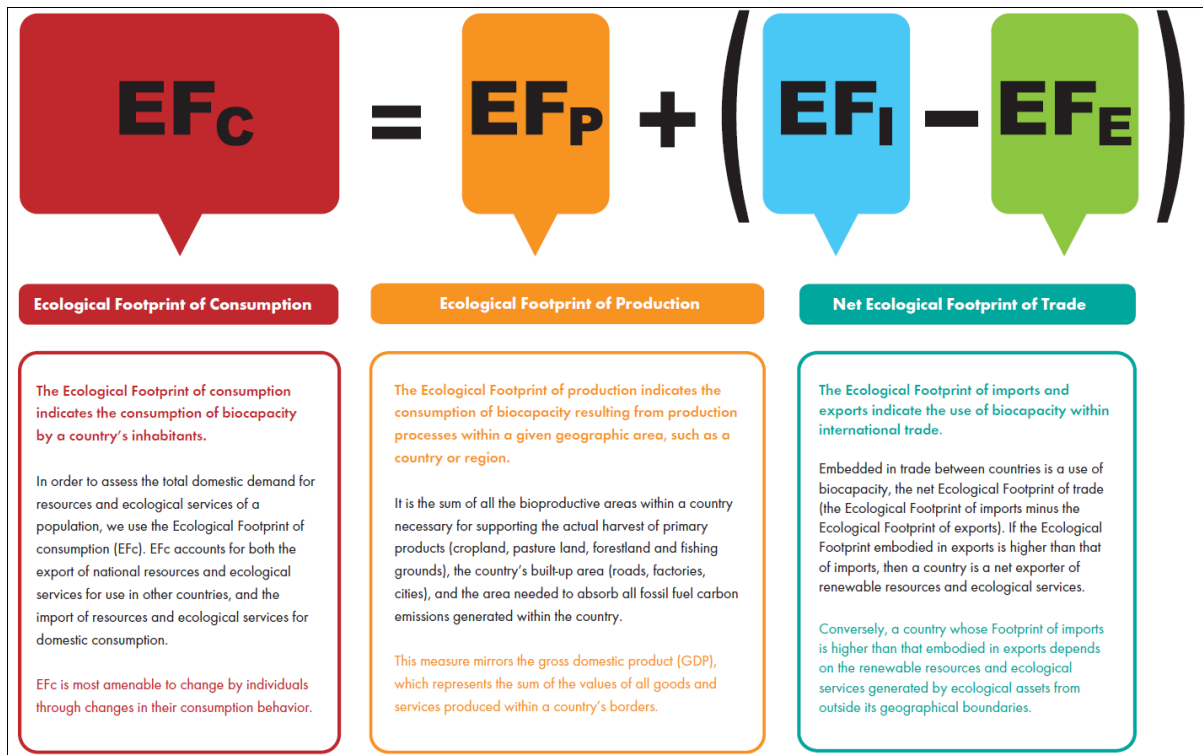 EFC = EFP + (EFI − EFE)
Ecological Footprint of Consumption
The Ecological Footprint of consumption
indicates the consumption of biocapacity
by a country's inhabitants.
In order to assess the total domestic demand for
resources and ecological services of a
population, we use the Ecological Footprint of
consumption (EFc). EFc accounts for both the
export of national resources and ecological
services for use in other countries, and the
import of resources and ecological services for
domestic consumption.
EFc is most amenable to change by individuals
through changes in their consumption behavior.
Ecological Footprint of Production
The Ecological Footprint of production indicates the
consumption of biocapacity resulting from production
processes within a given geographic area, such as a
country or region.
It is the sum of all the bioproductive areas within a country
necessary for supporting the actual harvest of primary
products (cropland, pasture land, forestland and fishing
grounds), the country's built-up area (roads, factories,
cities), and the area needed to absorb all fossil fuel carbon
emissions generated within the country.
This measure mirrors the gross domestic product (GDP),
which represents the sum of the values of all goods and
services produced within a country's borders.
Net Ecological Footprint of Trade
The Ecological Footprint of imports and
exports indicate the use of biocapacity within
international trade.
Embedded in trade between countries is a use of
biocapacity, the net Ecological Footprint of trade
(the Ecological Footprint of imports minus the
Ecological Footprint of exports). If the Ecological
Footprint embodied in exports is higher than that
of imports, then a country is a net exporter of
renewable resources and ecological services.
Conversely, a country whose Footprint of imports
is higher than that embodied in exports depends
on the renewable resources and ecological
services generated by ecological assets from
outside its geographical boundaries.